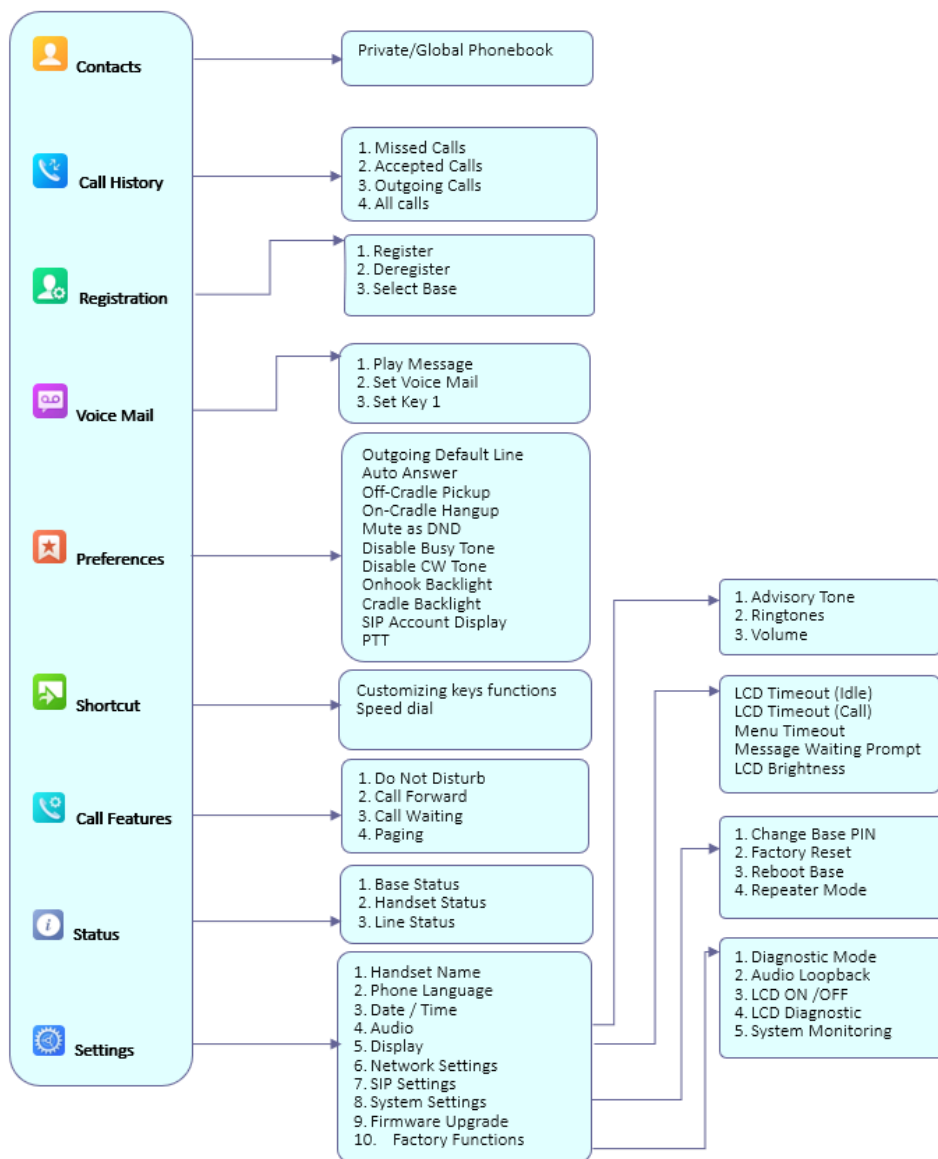 Contacts
Private/Global Phonebook
Call History
1. Missed Calls
2. Accepted Calls
3. Outgoing Calls
4. All calls
Registration
1. Register
2. Deregister
3. Select Base
Voice Mail
1. Play Message
2. Set Voice Mail
3. Set Key 1
Preferences
Outgoing Default Line
Auto Answer
Off-Cradle Pickup
On-Cradle Hangup
Mute as DND
Disable Busy Tone
Disable CW Tone
Onhook Backlight
Cradle Backlight
SIP Account Display
PTT
Shortcut
Customizing keys functions
Speed dial
Call Features
1. Do Not Disturb
2. Call Forward
3. Call Waiting
4. Paging
Status
1. Base Status
2. Handset Status
3. Line Status
Settings
1. Handset Name
2. Phone Language
3. Date / Time
4. Audio
5. Display
6. Network Settings
7. SIP Settings
8. System Settings
9. Firmware Upgrade
10. Factory Functions
1. Advisory Tone
2. Ringtones
3. Volume
LCD Timeout (Idle)
LCD Timeout (Call)
Menu Timeout
Message Waiting Prompt
LCD Brightness
1. Change Base PIN
2. Factory Reset
3. Reboot Base
4. Repeater Mode
1. Diagnostic Mode
2. Audio Loopback
3. LCD ON /OFF
4. LCD Diagnostic
5. System Monitoring